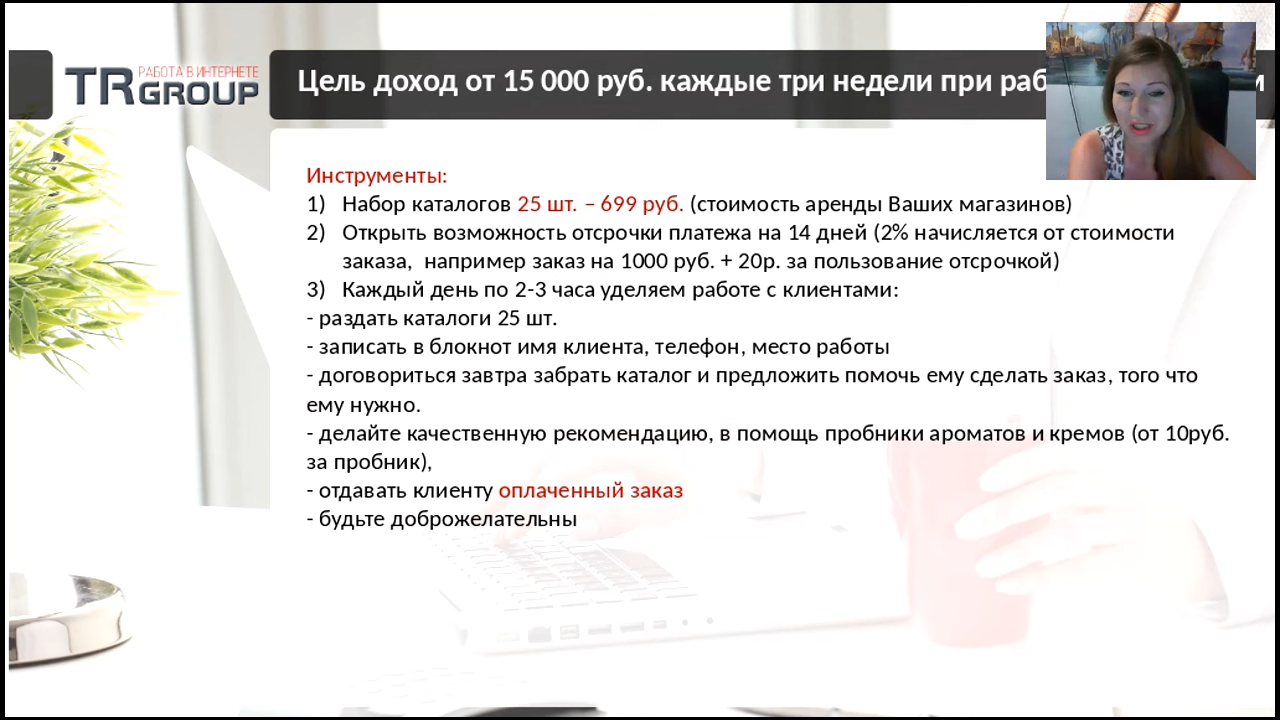 TRGROUP РАБОТА В ИНТЕРНЕТЕ
Цель доход от 15 000 руб. каждые три недели при
Инструменты:
1) Набор каталогов 25 шт. – 699 руб. (стоимость аренды Ваших магазинов)
2) Открыть возможность отсрочки платежа на 14 дней (2% начисляется от стоимости
заказа, например заказ на 1000 руб. + 20р. за пользование отсрочкой)
3) Каждый день по 2-3 часа уделяем работе с клиентами:
- раздать каталоги 25 шт.
- записать в блокнот имя клиента, телефон, место работы
- договориться завтра забрать каталог и предложить помочь ему сделать заказ, того что
ему нужно.
- делайте качественную рекомендацию, в помощь пробники ароматов и кремов (от 10руб.
за пробник),
- отдавать клиенту оплаченный заказ
- будьте доброжелательны